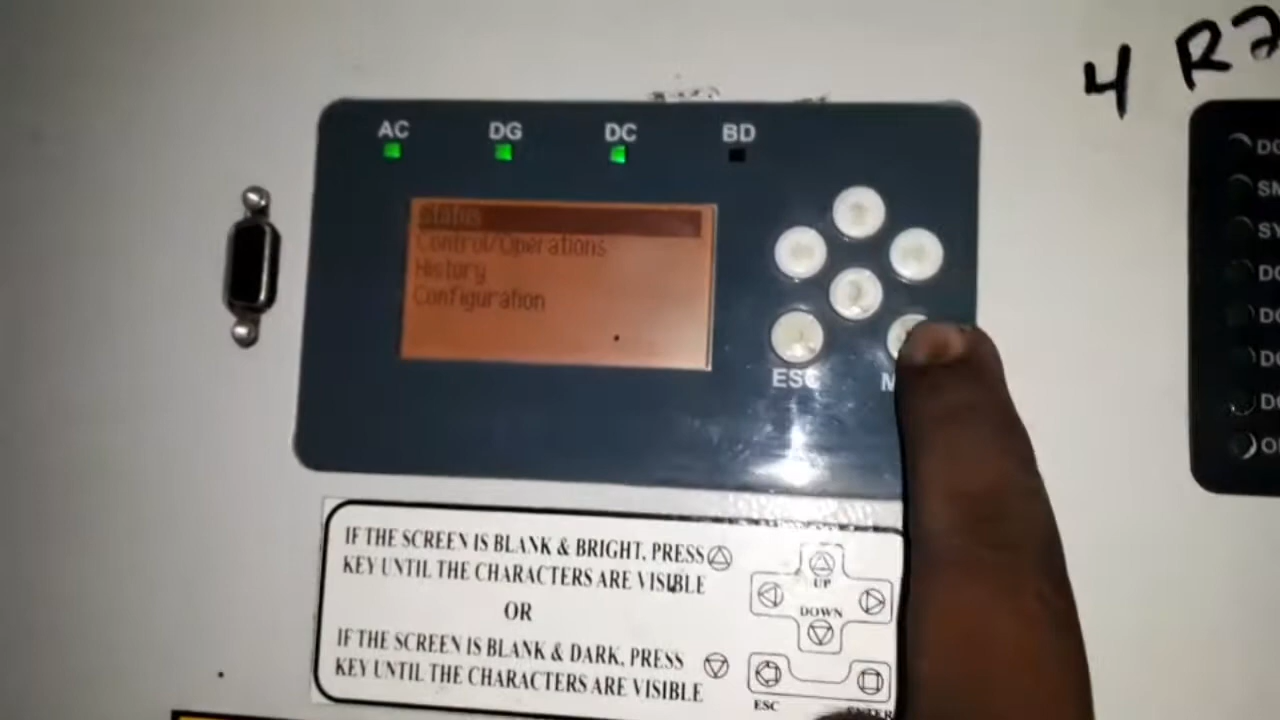 4 R2
AC DG DC BD
Status
Control/Operations
History
Configuration
ESC
IF THE SCREEN IS BLANK & BRIGHT, PRESS
KEY UNTIL THE CHARACTERS ARE VISIBLE
OR
IF THE SCREEN IS BLANK & DARK, PRESS
KEY UNTIL THE CHARACTERS ARE VISIBLE
UP
DOWN
ESC ENTER